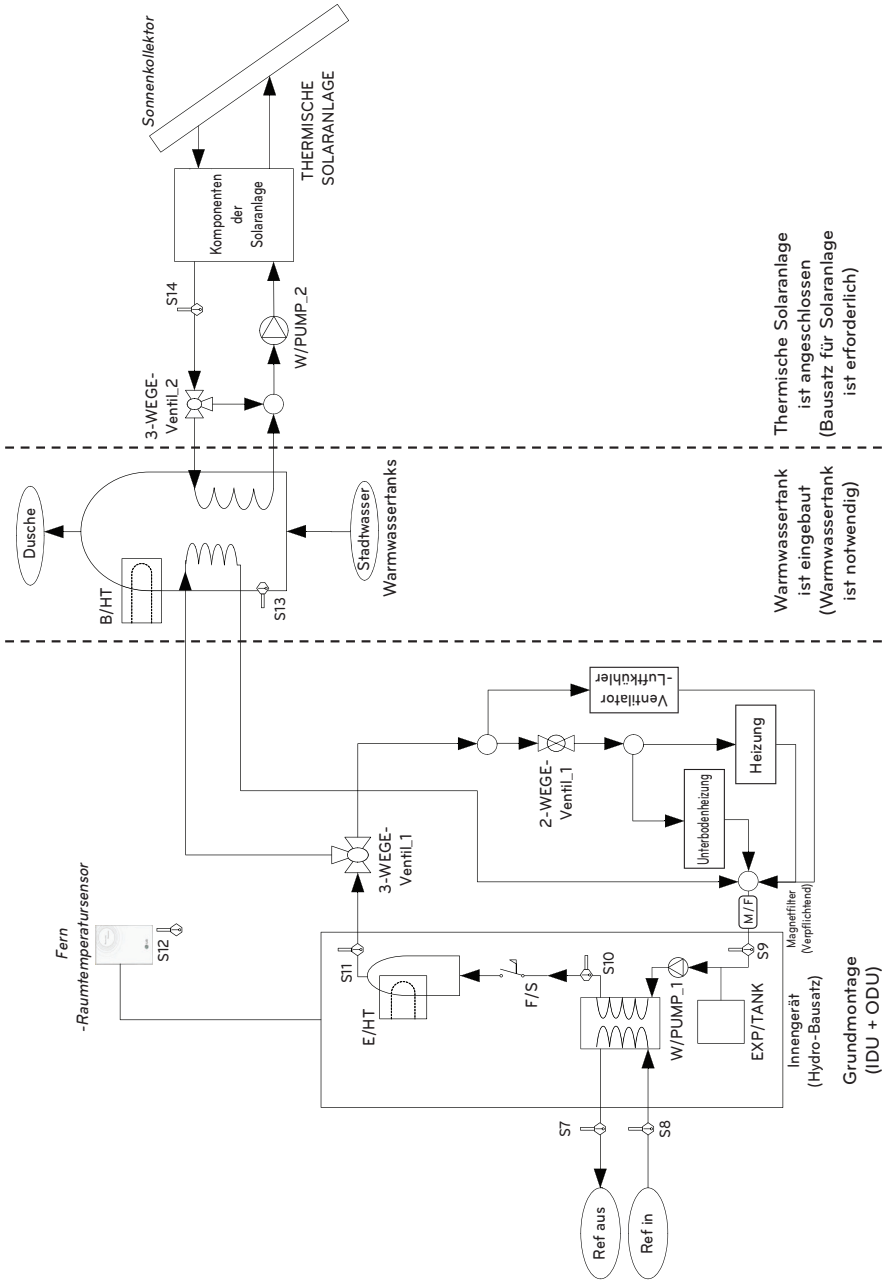 Sonnenkollektor
THERMISCHE
SOLARANLAGE
Komponenten
der
Solaranlage
S14
W/PUMP_2
3-WEGE-
Ventil_2
Thermische Solaranlage
ist angeschlossen
(Bausatz für Solaranlage
ist erforderlich)
Dusche
B/HT
S13
Stadtwasser
Warmwassertanks
Warmwassertank
ist eingebaut
(Warmwassertank
ist notwendig)
Fern
-Raumtemperatursensor
S12
3-WEGE-
Ventil_1
2-WEGE-
Ventil_1
Ventilator
-Luftkühler
Heizung
Unterbodenheizung
M/F
Magnetfilter
(Verpflichtend)
S11
E/HT
F/S
S10
W/PUMP_1
S9
EXP/TANK
Innengerät
(Hydro-Bausatz)
S7
S8
Ref aus
Ref in
Grundmontage
(IDU + ODU)